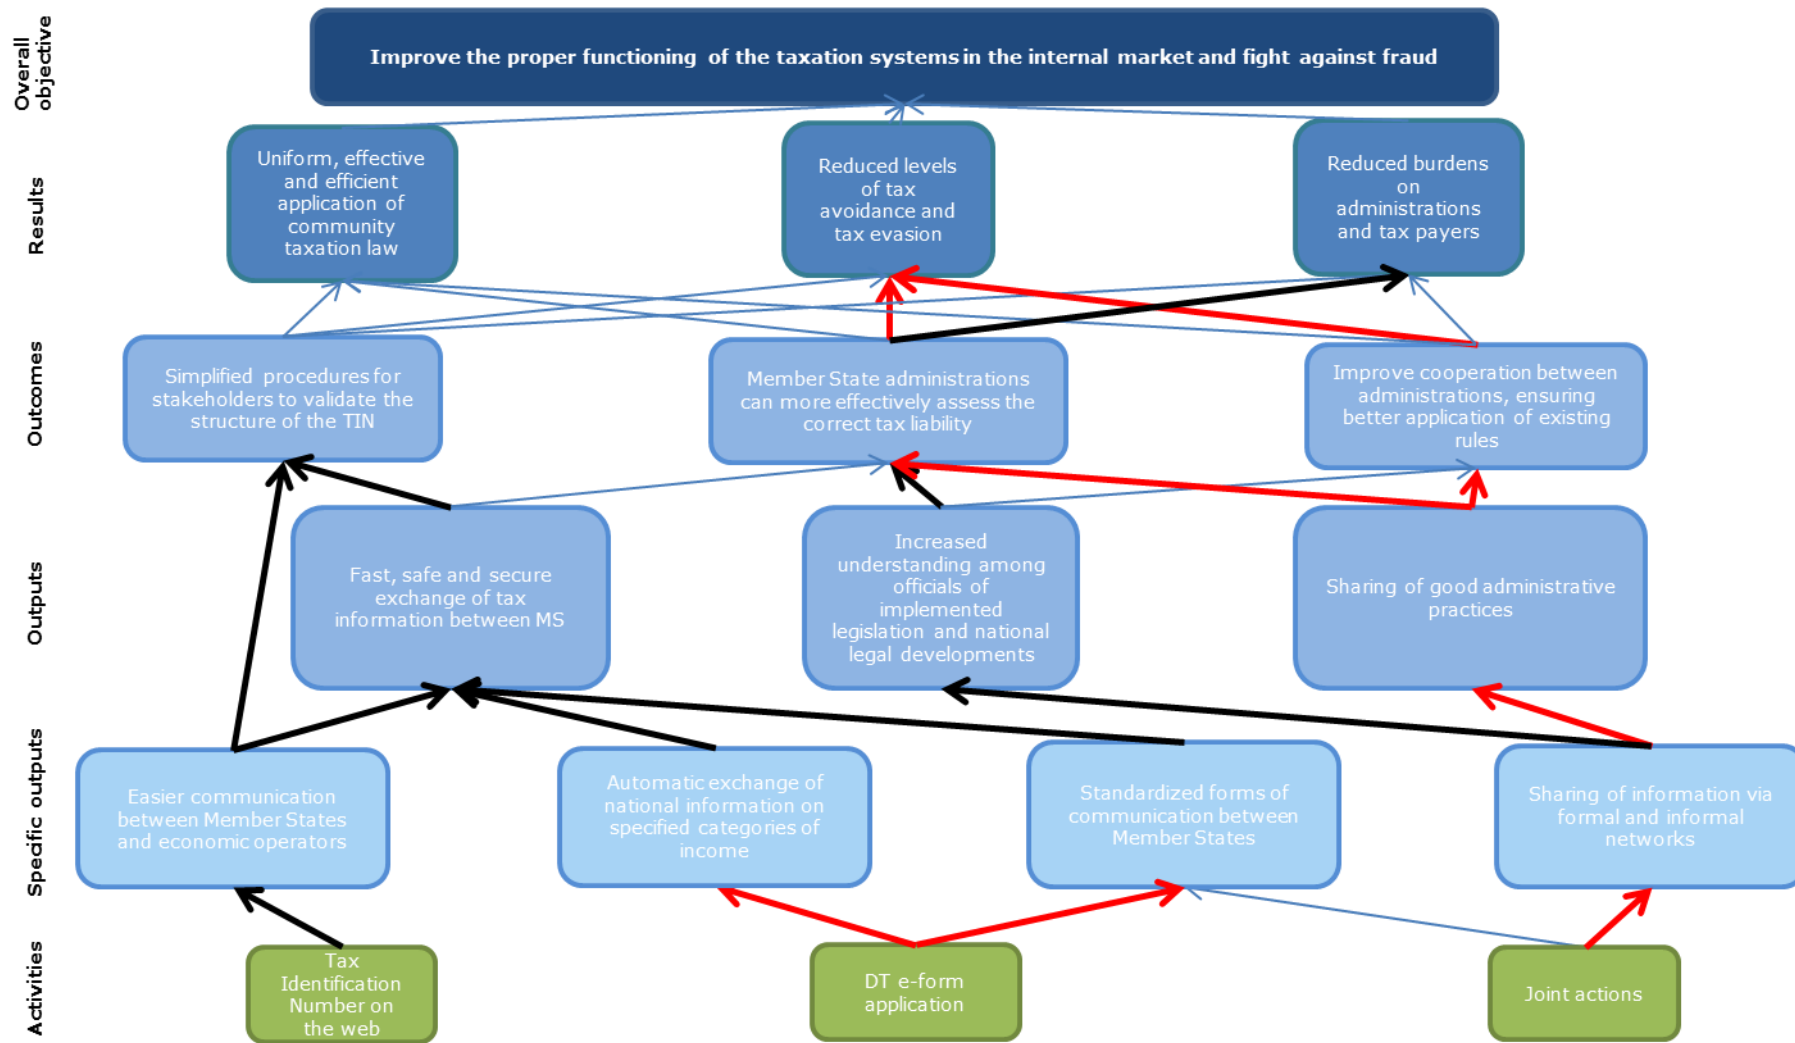 Overall
objective
Improve the proper functioning of the taxation systems in the internal market and fight against fraud
Results
Uniform, effective
and efficient
application of
community
taxation law
Reduced levels
of tax
avoidance and
tax evasion
Reduced burdens
on
administrations
and tax payers
Outcomes
Simplified procedures for
stakeholders to validate the
structure of the TIN
Member State administrations
can more effectively assess the
correct tax liability
Improve cooperation between
administrations, ensuring
better application of existing
rules
Outputs
Fast, safe and secure
exchange of tax
information between MS
Increased
understanding among
officials of
implemented
legislation and national
legal developments
Sharing of good administrative
practices
Specific outputs
Easier communication
between Member States
and economic operators
Automatic exchange of
national information on
specified categories of
income
Standardized forms of
communication between
Member States
Sharing of information via
formal and informal
networks
Activities
Tax
Identification
Number on
the web
DT e-form
application
Joint actions